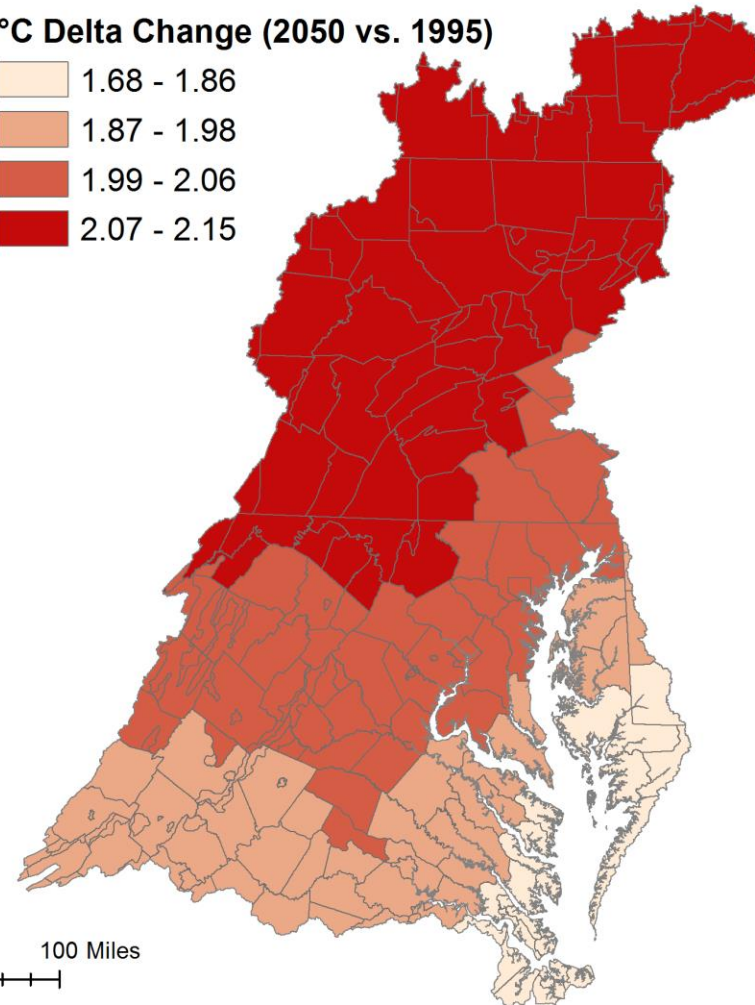 °C Delta Change (2050 vs. 1995)
1.68 - 1.86
1.87 - 1.98
1.99 - 2.06
2.07 - 2.15
100 Miles